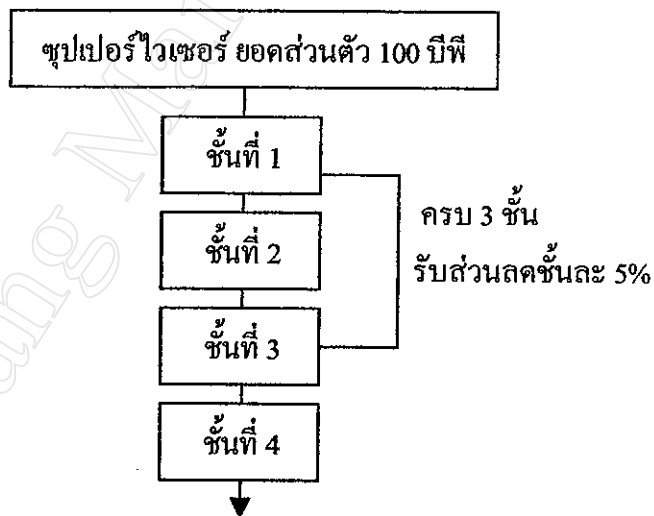 ซุปเปอร์ไวเซอร์ ยอดส่วนตัว 100 บีพี
ชั้นที่ 1
ครบ 3 ชั้น
ชั้นที่ 2
รับส่วนลดชั้นละ 5%
ชั้นที่ 3
ชั้นที่ 4